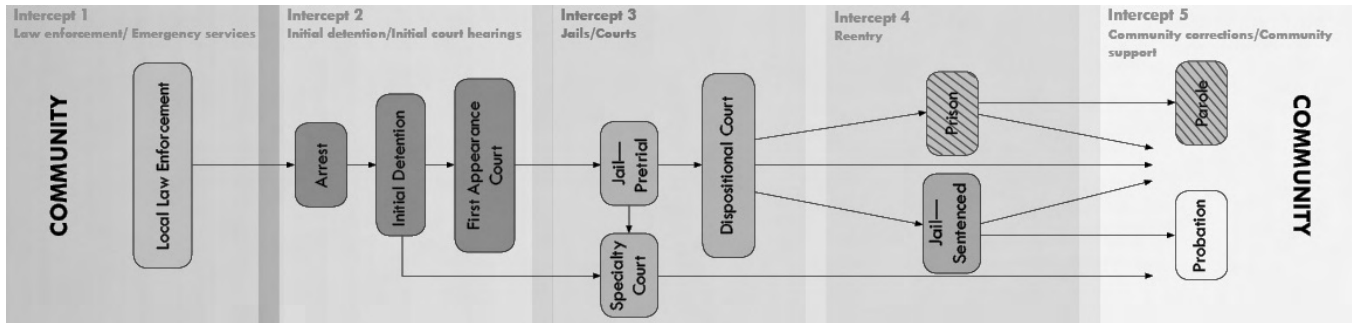 Intercept 1
Law enforcement/ Emergency services
Intercept 2
Initial detention/Initial court hearings
Intercept 3
Jails/Courts
Intercept 4
Reentry
Intercept 5
Community corrections/Community
support
COMMUNITY
Local Law Enforcement
Arrest
Initial Detention
First Appearance
Court
Jail—
Pretrial
Specialty
Court
Dispositional Court
Prison
Jail—
Sentenced
Parole
Probation
COMMUNITY